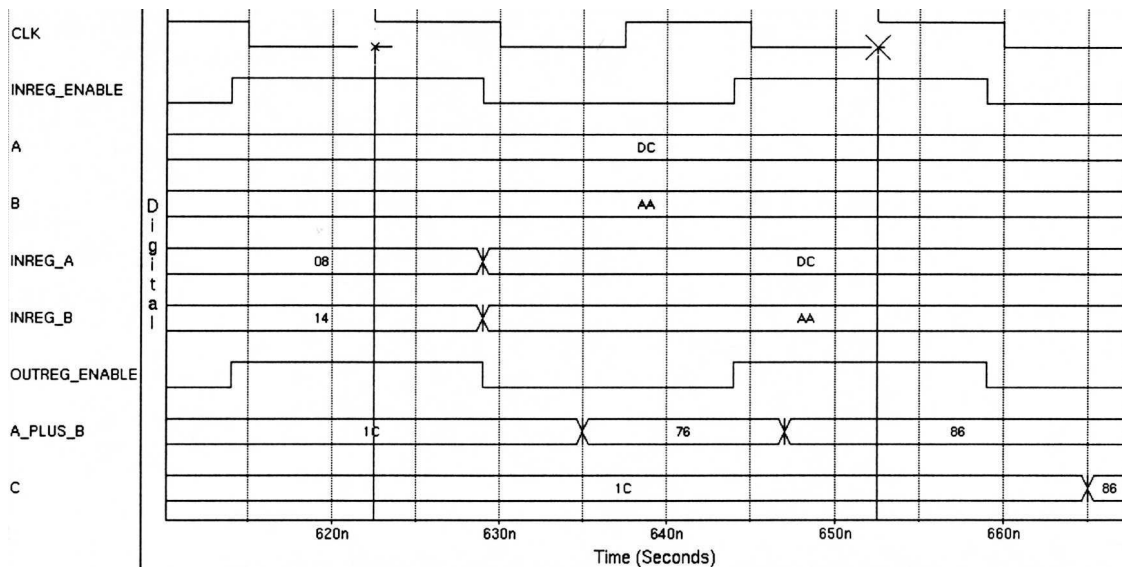 CLK
INREG_ENABLE
A DC
B AA
Digital
INREG_A 08 DC
INREG_B 14 AA
OUTREG_ENABLE
A_PLUS_B 1C 76 86
C 1C 86
620n 630n 640n 650n 660n
Time (Seconds)